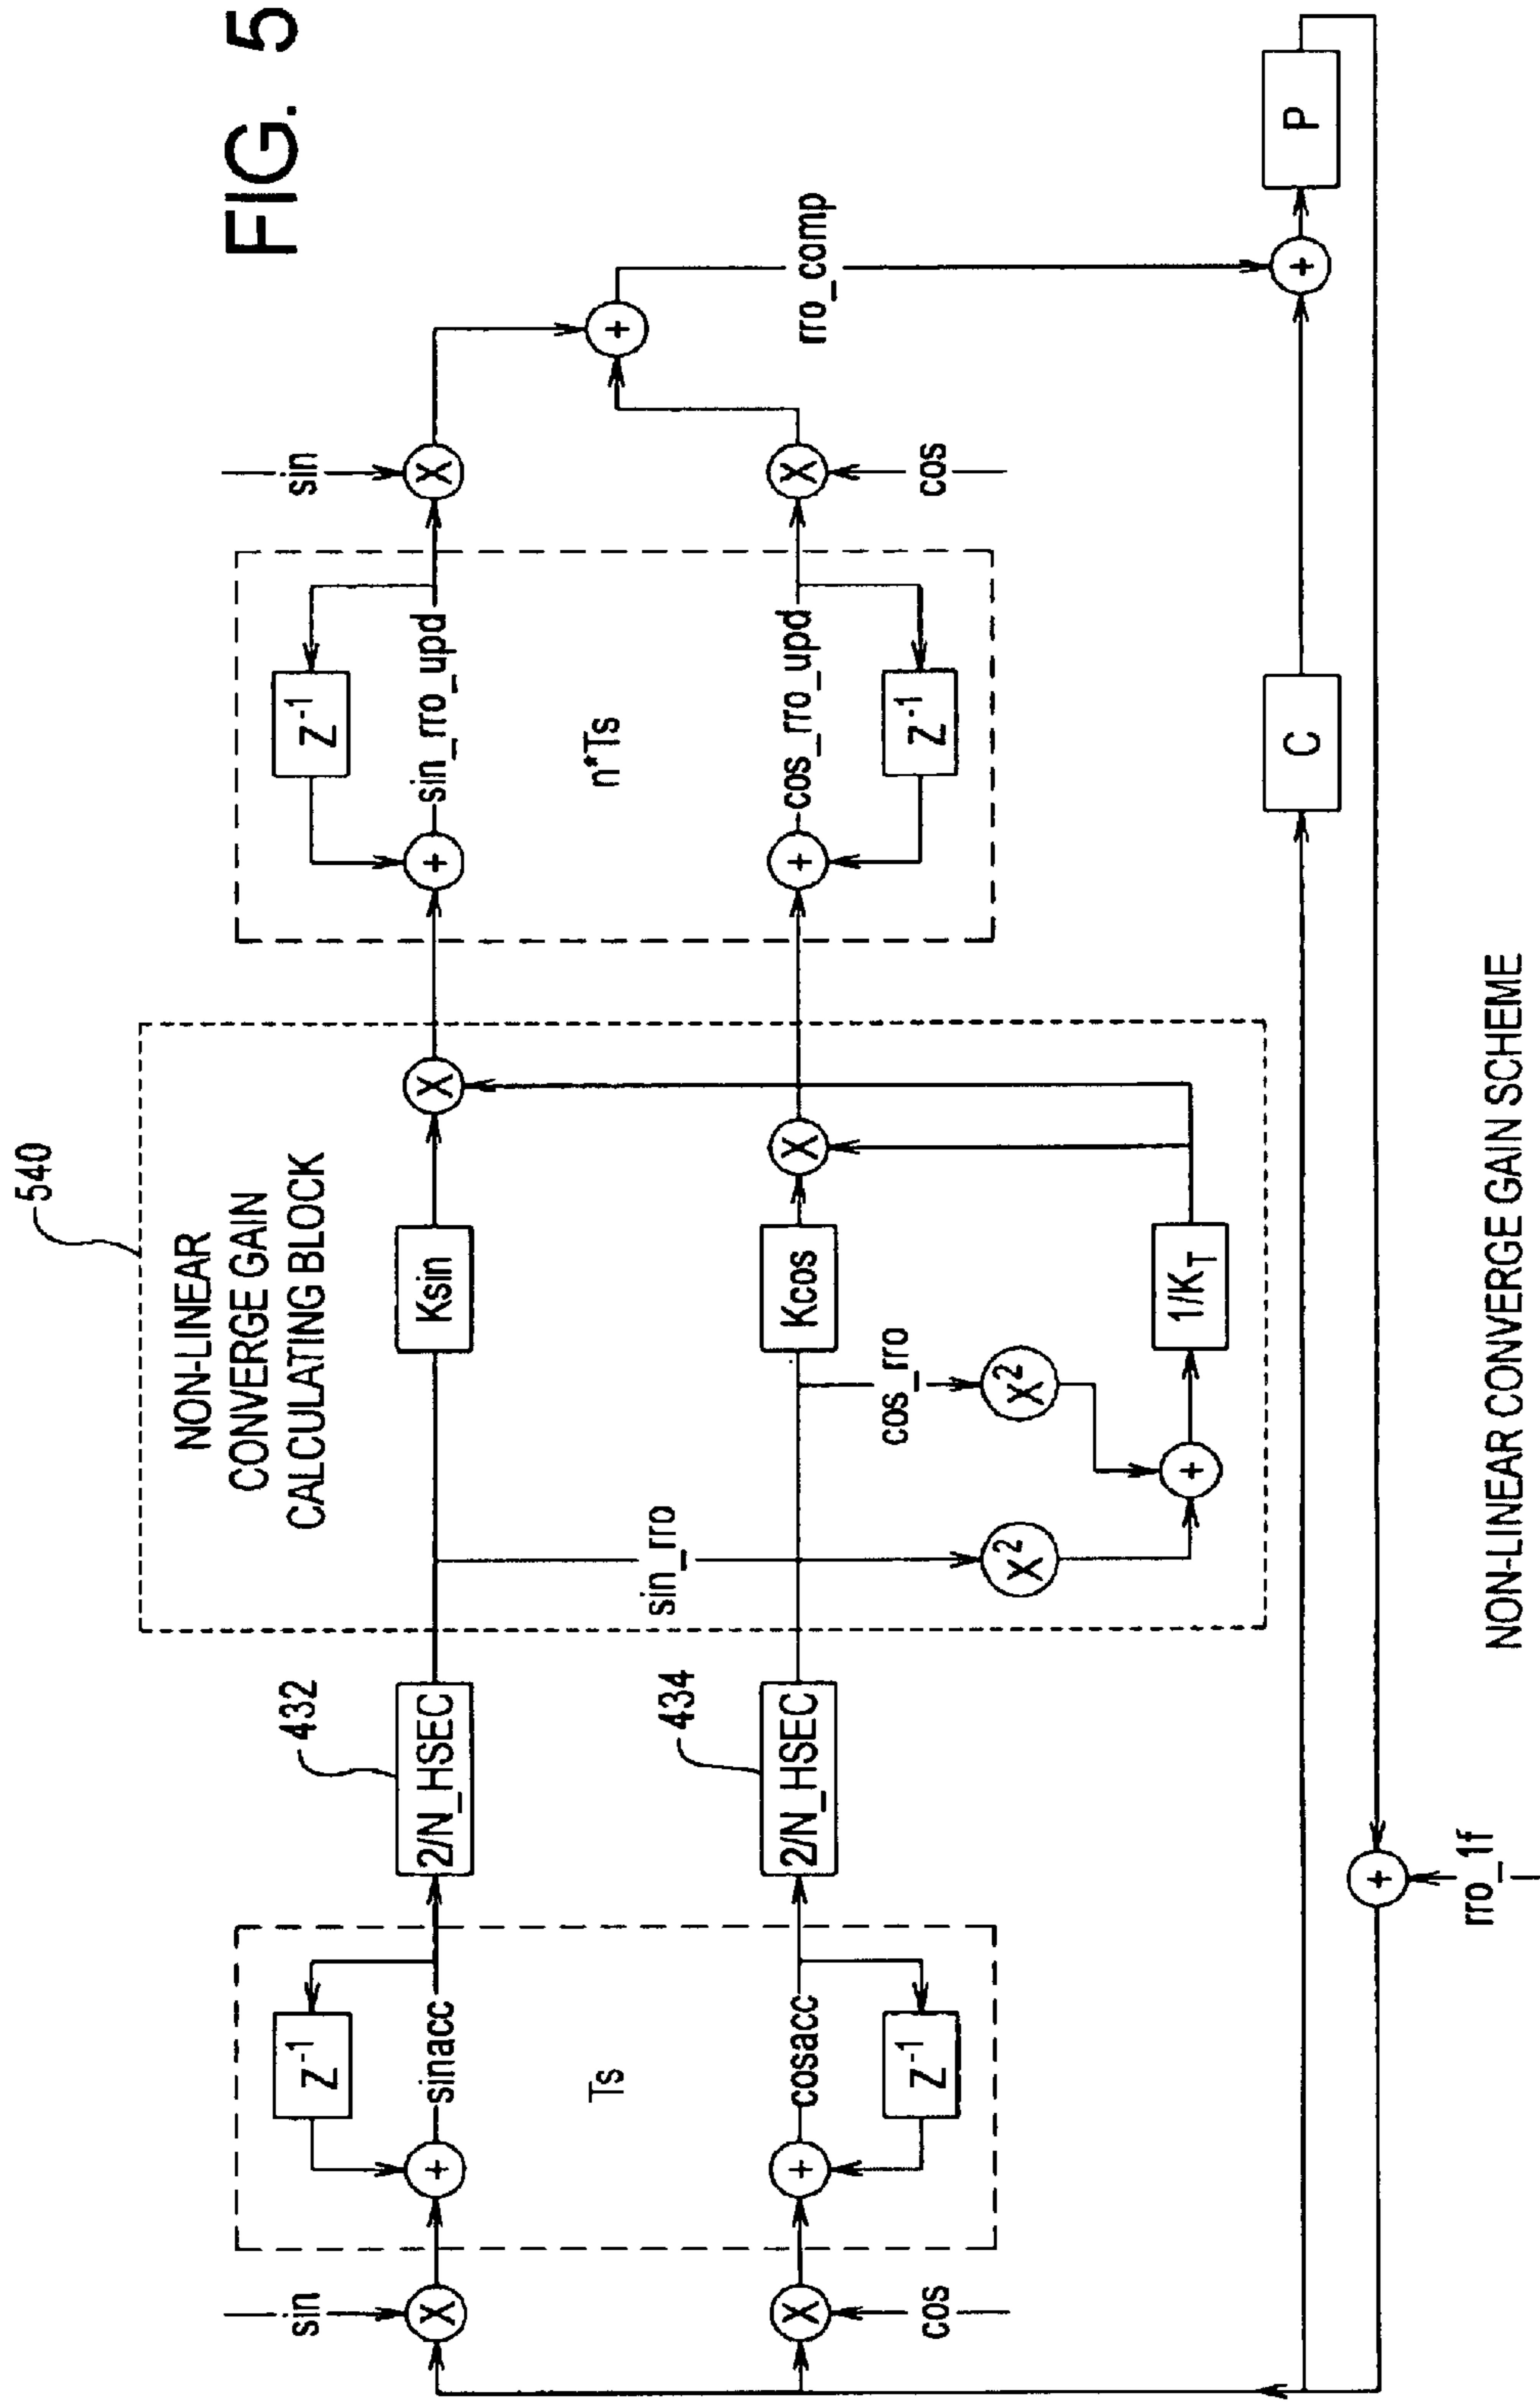 FIG. 5
540
NON-LINEAR
CONVERGE GAIN
CALCULATING BLOCK
sin
X
+
Z⁻¹
sinacc
432
2/N_HSEC
Ksin
X
+
Z⁻¹
sin_rro_upd
sin
X
+
Ts
n*Ts
rro_comp
cos
X
+
Z⁻¹
cosacc
434
2/N_HSEC
sin_rro
Kcos
cos_rro
X
X²
X²
+
1/K_T
+
Z⁻¹
cos_rro_upd
cos
X
C
+
P
+
rro_1f
NON-LINEAR CONVERGE GAIN SCHEME